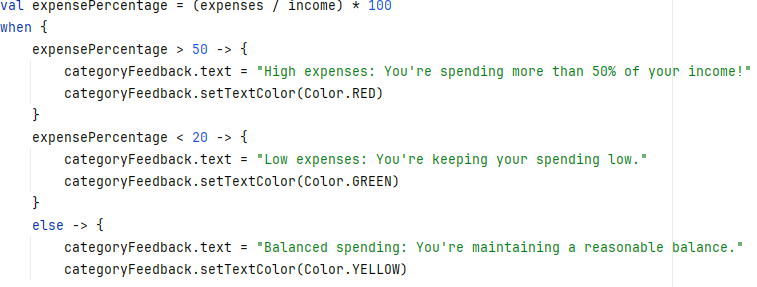 val expensePercentage = (expenses / income) * 100
when {
    expensePercentage > 50 -> {
        categoryFeedback.text = "High expenses: You're spending more than 50% of your income!"
        categoryFeedback.setTextColor(Color.RED)
    }
    expensePercentage < 20 -> {
        categoryFeedback.text = "Low expenses: You're keeping your spending low."
        categoryFeedback.setTextColor(Color.GREEN)
    }
    else -> {
        categoryFeedback.text = "Balanced spending: You're maintaining a reasonable balance."
        categoryFeedback.setTextColor(Color.YELLOW)